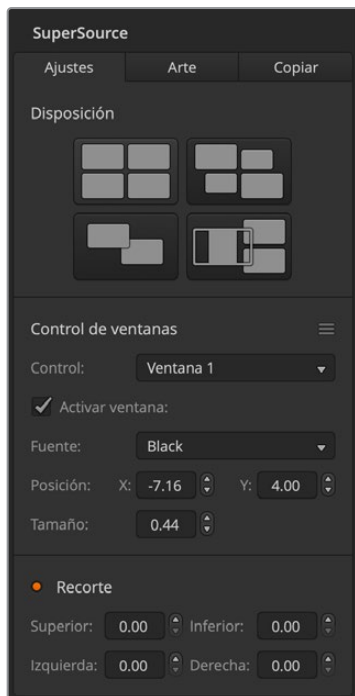 SuperSource
Ajustes Arte Copiar
Disposición
Control de ventanas
Control: Ventana 1
Activar ventana:
Fuente: Black
Posición: X: -7.16 Y: 4.00
Tamaño: 0.44
Recorte
Superior: 0.00 Inferior: 0.00
Izquierda: 0.00 Derecha: 0.00